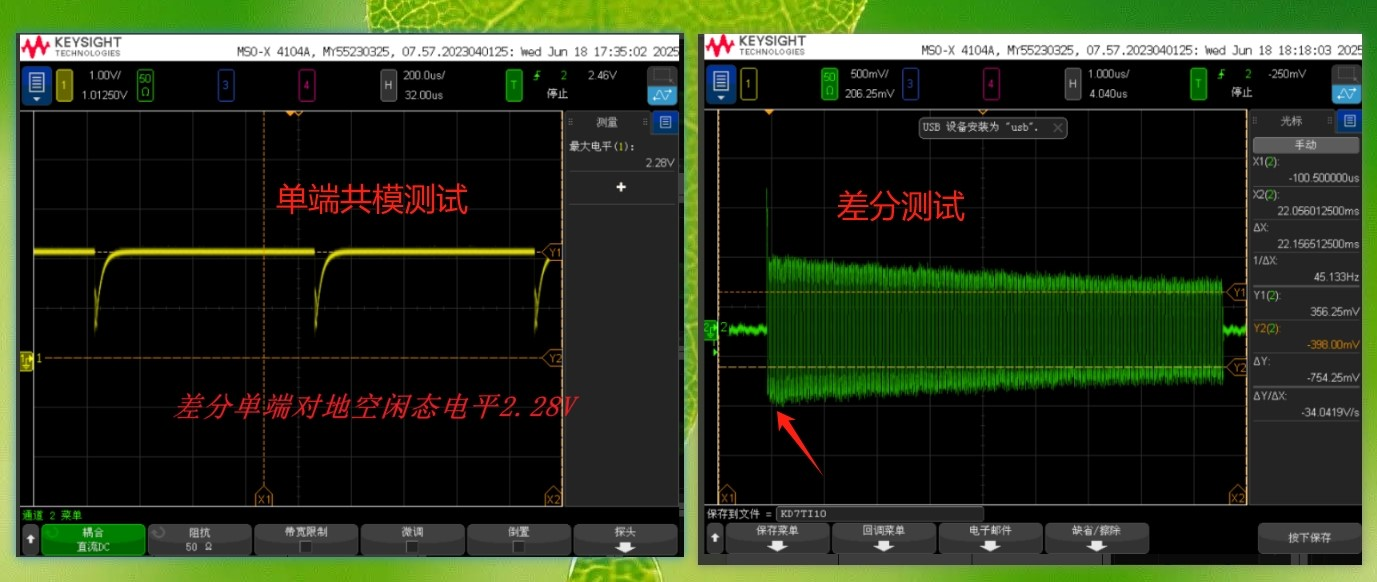 KEYSIGHT
TECHNOLOGIES
MSO-X 4104A, MY55230325, 07.57.2023040125: Wed Jun 18 17:35:02 2025
1
1.00V/
1.01250V
50
Ω
3
4
H
200.0us/
32.00us
T
2
2.46V
停止
测量
最大电平(1):
2.28V
+
单端共模测试
差分单端对地空闲态电平2.28V
1
Y1
Y2
X1
X2
通道 2 菜单
耦合
直流DC
阻抗
50 Ω
带宽限制
微调
倒置
探头
KEYSIGHT
TECHNOLOGIES
MSO-X 4104A, MY55230325, 07.57.2023040125: Wed Jun 18 18:18:03 2025
1
50
Ω
500mV/
206.25mV
3
4
H
1.000us/
4.040us
T
2
-250mV
停止
USB 设备安装为 "usb".
差分测试
2
Y1
Y2
X1
X2
光标
手动
X1(2):
-100.500000us
X2(2):
22.056012500ms
ΔX:
22.156512500ms
1/ΔX:
45.133Hz
Y1(2):
356.25mV
Y2(2):
-398.00mV
ΔY:
-754.25mV
ΔY/ΔX:
-34.0419V/s
保存到文件 = KD7TI10
保存菜单
回调菜单
电子邮件
缺省/擦除
按下保存